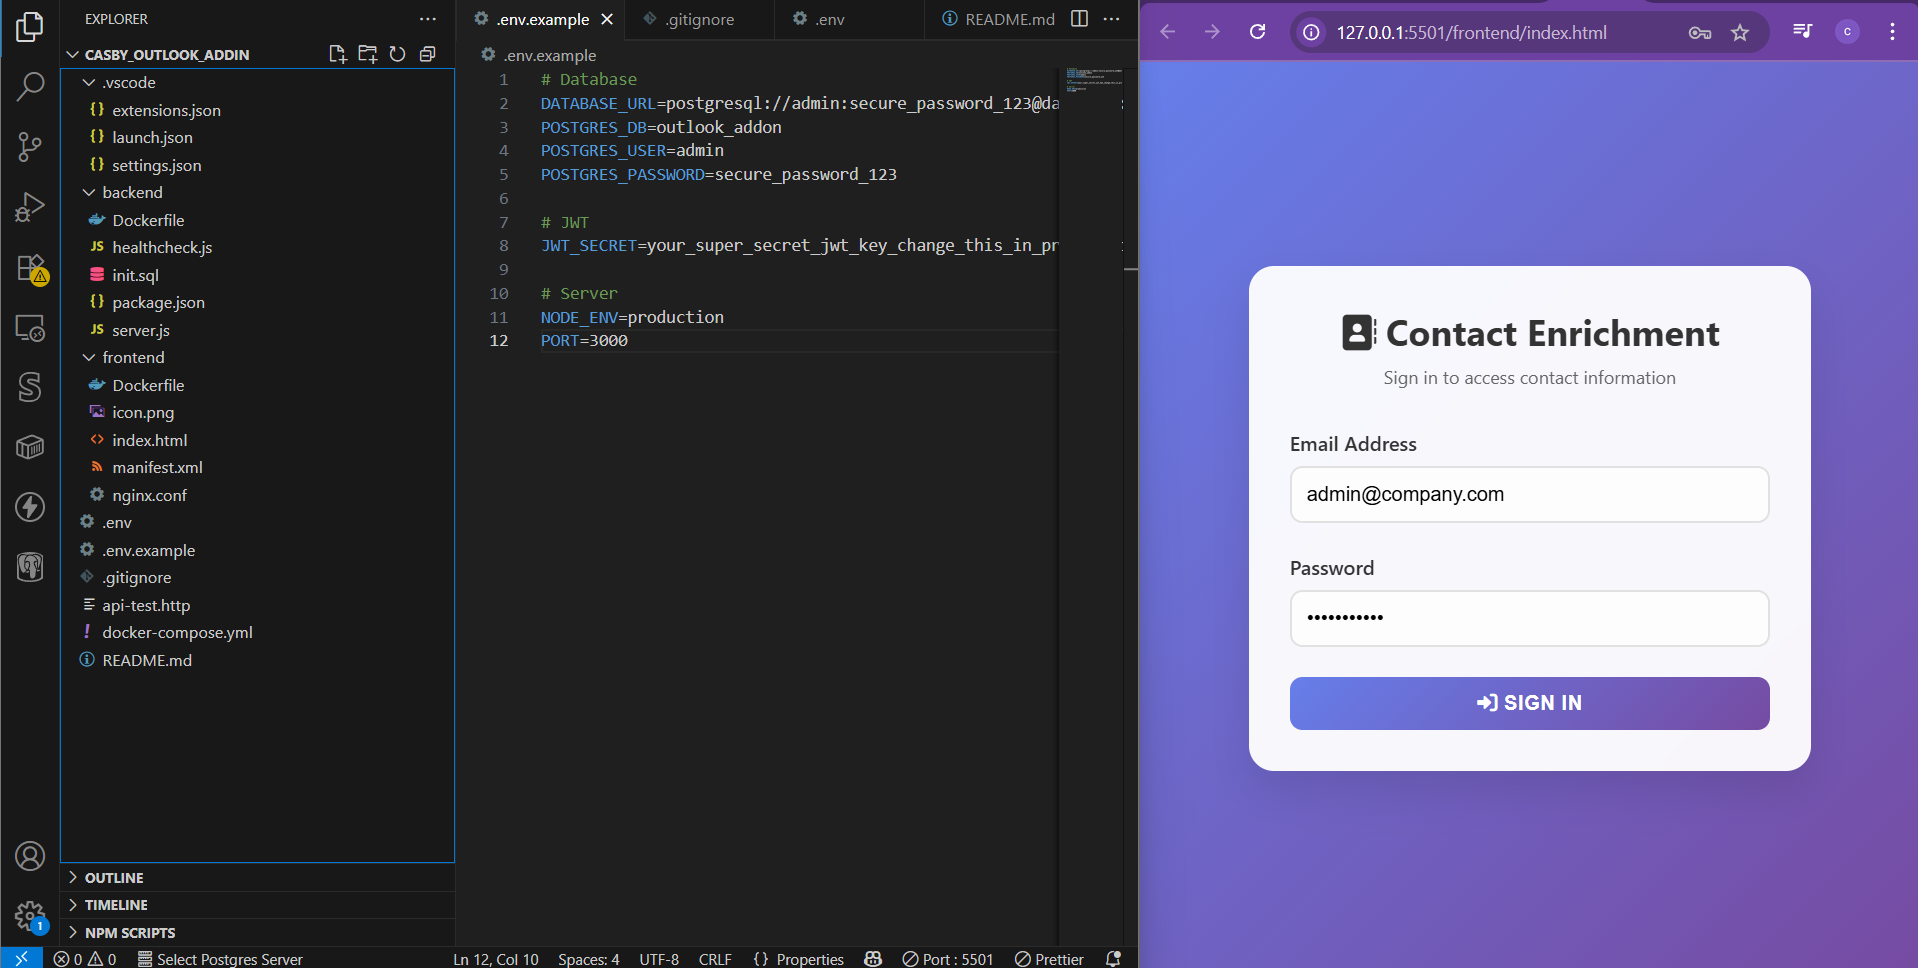 EXPLORER
CASBY_OUTLOOK_ADDIN
.vscode
extensions.json
launch.json
settings.json
backend
Dockerfile
JS healthcheck.js
init.sql
package.json
JS server.js
frontend
Dockerfile
icon.png
index.html
manifest.xml
nginx.conf
.env
.env.example
.gitignore
api-test.http
docker-compose.yml
README.md
OUTLINE
TIMELINE
NPM SCRIPTS
.env.example
.gitignore
.env
README.md
.env.example
1 # Database
2 DATABASE_URL=postgresql://admin:secure_password_123@da
3 POSTGRES_DB=outlook_addon
4 POSTGRES_USER=admin
5 POSTGRES_PASSWORD=secure_password_123
6
7 # JWT
8 JWT_SECRET=your_super_secret_jwt_key_change_this_in_pr
9
10 # Server
11 NODE_ENV=production
12 PORT=3000
1
0 0 Select Postgres Server Ln 12, Col 10 Spaces: 4 UTF-8 CRLF {} Properties Port : 5501 Prettier
127.0.0.1:5501/frontend/index.html
c
Contact Enrichment
Sign in to access contact information
Email Address
admin@company.com
Password
•••••••••••
SIGN IN